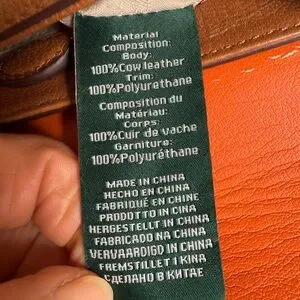 Material
Composition:
Body:
100%Cow leather
Trim:
100%Polyurethane
Composition du
Matériau:
Corps:
100%Cuir de vache
Garniture:
100%Polyuréthane
MADE IN CHINA
HECHO EN CHINA
FABRIQUÉ EN CHINE
PRODOTTO IN CINA
HERGESTELLT IN CHINA
FABRICADO NA CHINA
VERVAARDIGD IN CHINA
FREMSTILLET I KINA
СДЕЛАНО В КИТАЕ